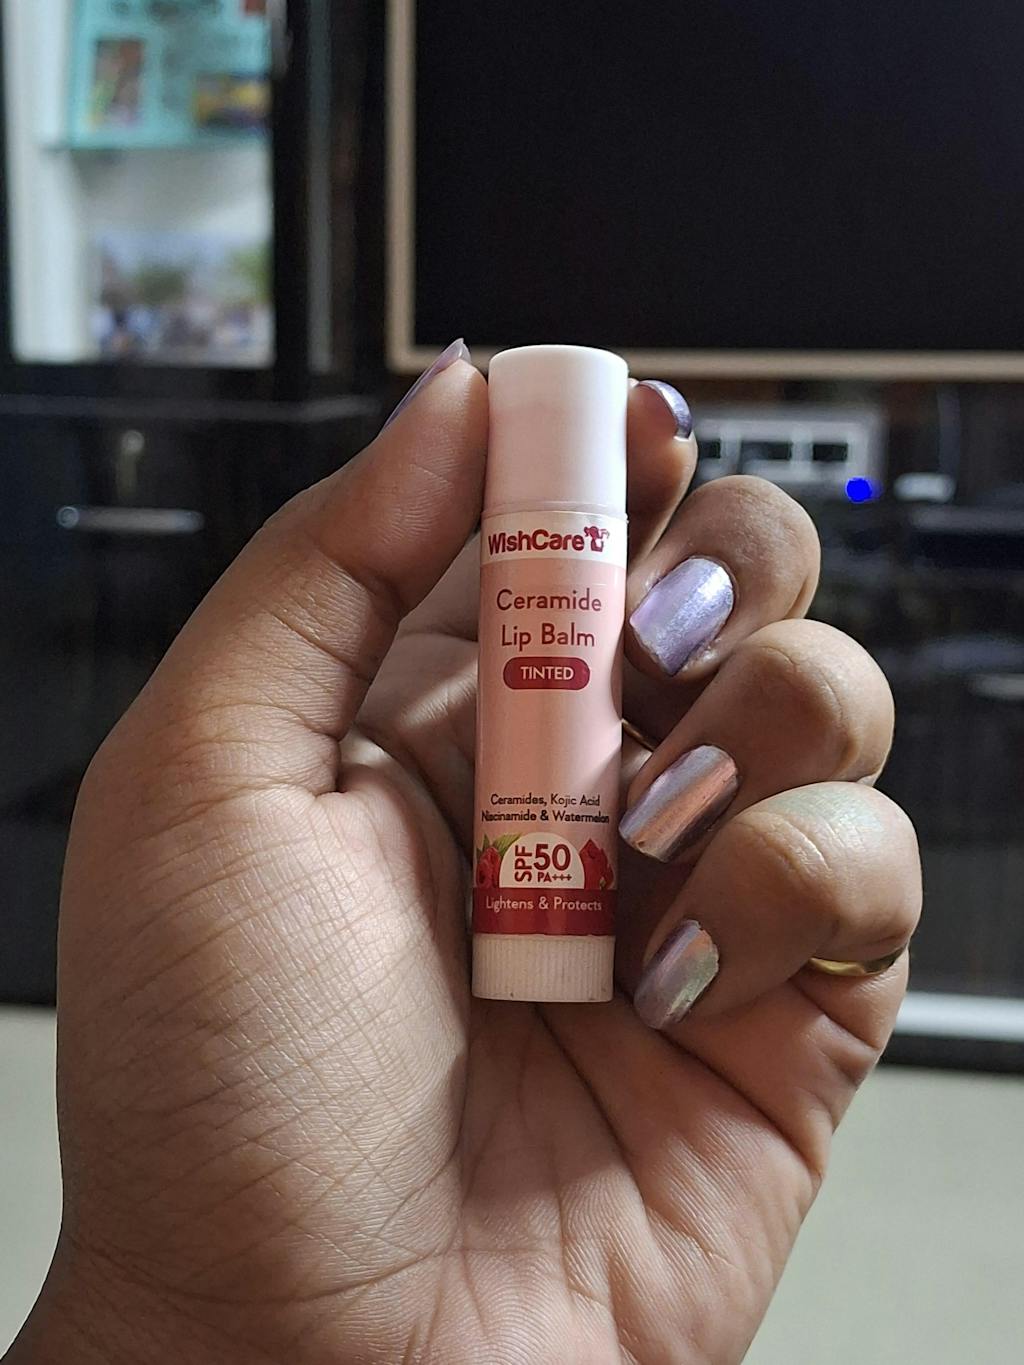 WishCare
Ceramide
Lip Balm
TINTED
Ceramides, Kojic Acid
Niacinamide & Watermelon
SPF 50
PA+++
Lightens & Protects